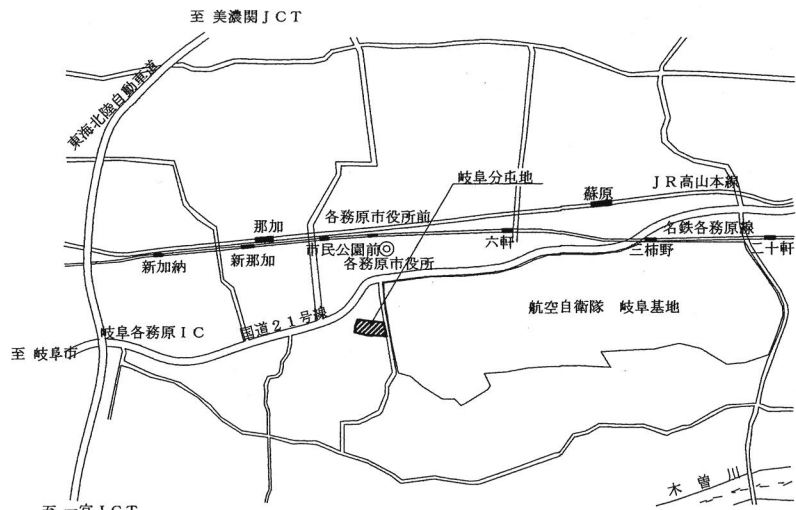 至 美濃関JCT
東海北陸自動車道
岐阜分屯地
蘇原
JR高山本線
那加
各務原市役所前
名鉄各務原線
新加納
新那加
市民公園前
六軒
三柿野
二十軒
各務原市役所
航空自衛隊 岐阜基地
国道21号線
岐阜各務原IC
至 岐阜市
木曽川
至 一宮JCT